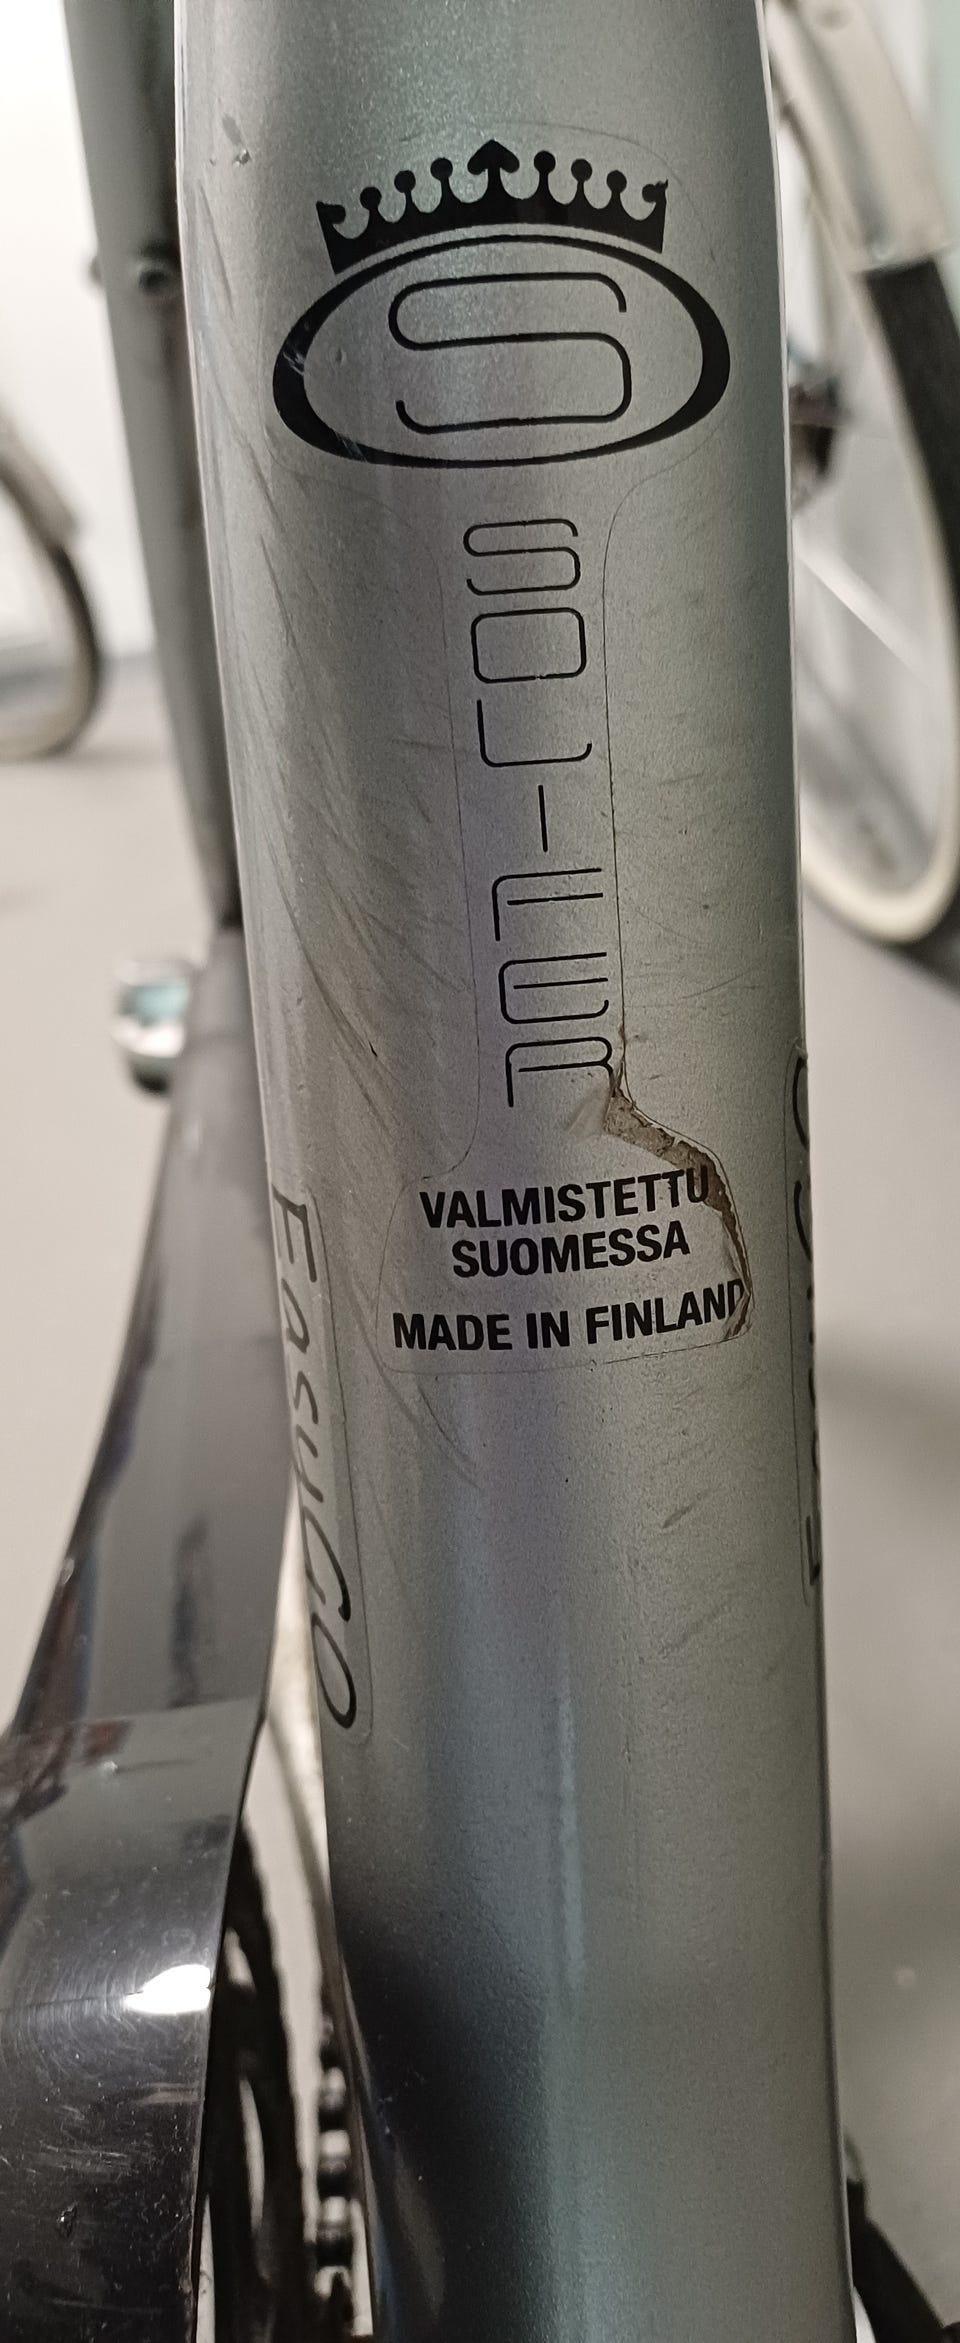 S
SOLIFER
VALMISTETTU
SUOMESSA
MADE IN FINLAND
EasyGO